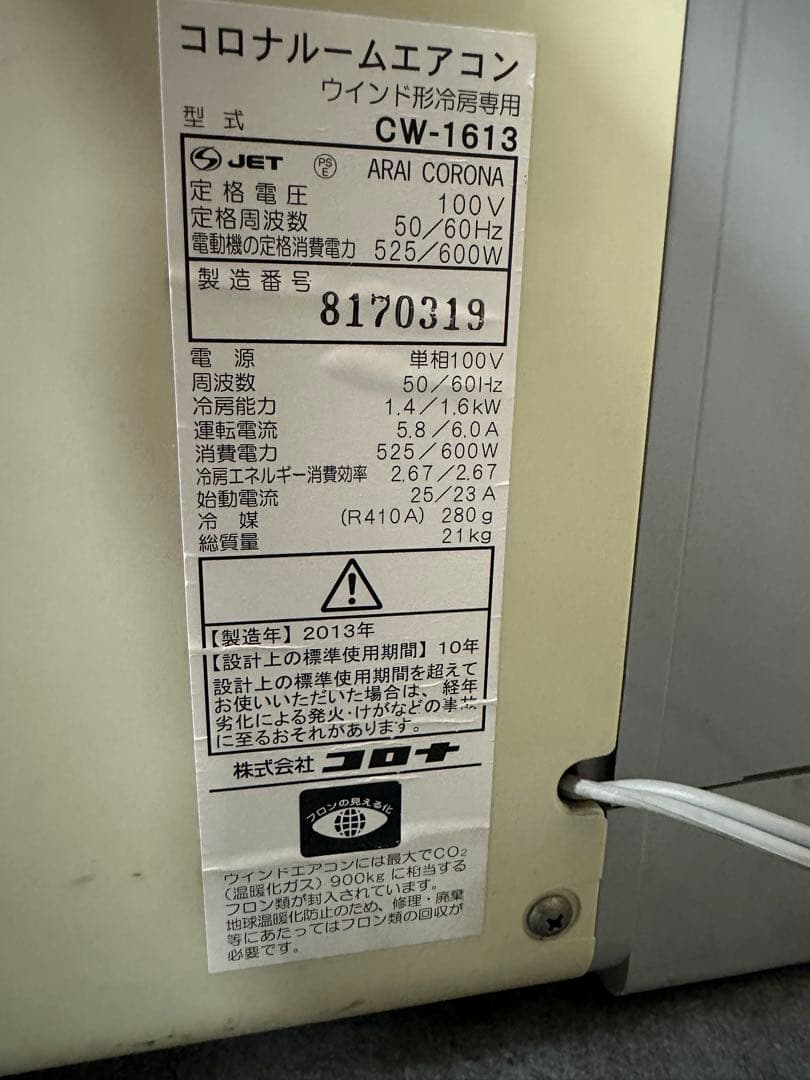 コロナルームエアコン
ウインド形冷房専用
型式 CW-1613
JET PSE ARAI CORONA
定格電圧 100V
定格周波数 50/60Hz
電動機の定格消費電力 525/600W
製造番号 8170319
電源 単相100V
周波数 50/60Hz
冷房能力 1.4/1.6kW
運転電流 5.8/6.0A
消費電力 525/600W
冷房エネルギー消費効率 2.67/2.67
始動電流 25/23A
冷媒 (R410A) 280g
総質量 21kg
【製造年】2013年
【設計上の標準使用期間】10年
設計上の標準使用期間を超えて
お使いいただいた場合は、経年
劣化による発火・けがなどの事故
に至るおそれがあります。
株式会社コロナ
フロンの見える化
ウインドエアコンには最大でCO₂
(温暖化ガス)900kgに相当する
フロン類が封入されています。
地球温暖化防止のため、修理・廃棄
等にあたってはフロン類の回収が
必要です。